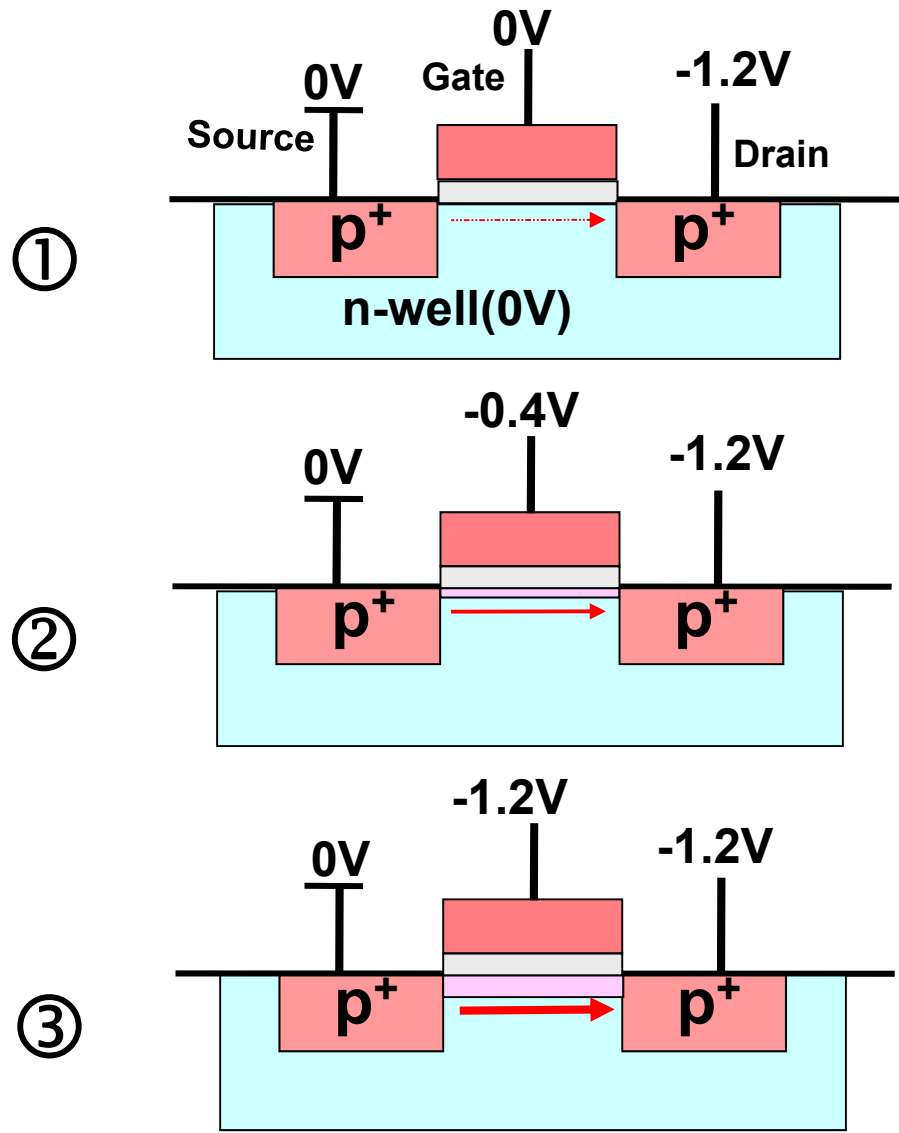 0V
0V
Gate
-1.2V
Source
Drain
p+
p+
①
n-well(0V)
-0.4V
0V
-1.2V
p+
p+
②
-1.2V
0V
-1.2V
p+
p+
③